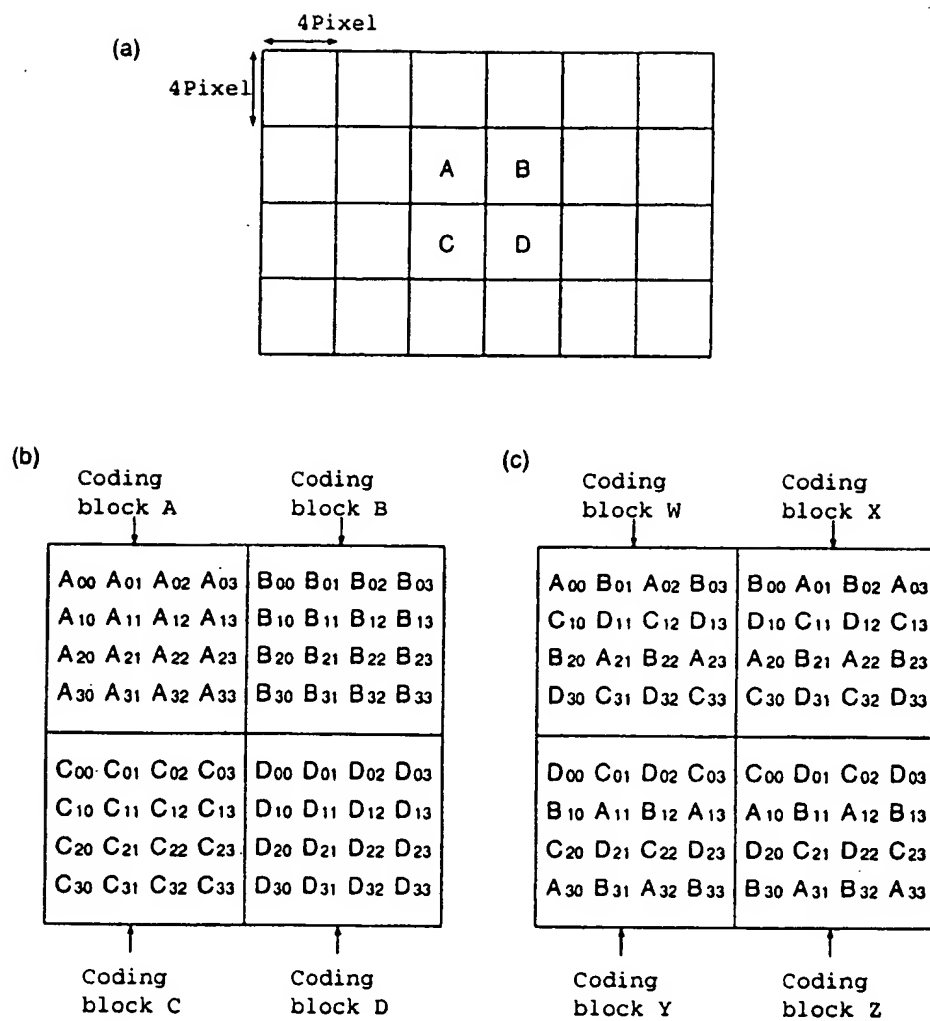 4Pixel
(a)
4Pixel
A B
C D
(b)
Coding
block A
Coding
block B
A00 A01 A02 A03 B00 B01 B02 B03
A10 A11 A12 A13 B10 B11 B12 B13
A20 A21 A22 A23 B20 B21 B22 B23
A30 A31 A32 A33 B30 B31 B32 B33
C00 C01 C02 C03 D00 D01 D02 D03
C10 C11 C12 C13 D10 D11 D12 D13
C20 C21 C22 C23 D20 D21 D22 D23
C30 C31 C32 C33 D30 D31 D32 D33
Coding
block C
Coding
block D
(c)
Coding
block W
Coding
block X
A00 B01 A02 B03 B00 A01 B02 A03
C10 D11 C12 D13 D10 C11 D12 C13
B20 A21 B22 A23 A20 B21 A22 B23
D30 C31 D32 C33 C30 D31 C32 D33
D00 C01 D02 C03 C00 D01 C02 D03
B10 A11 B12 A13 A10 B11 A12 B13
C20 D21 C22 D23 D20 C21 D22 C23
A30 B31 A32 B33 B30 A31 B32 A33
Coding
block Y
Coding
block Z